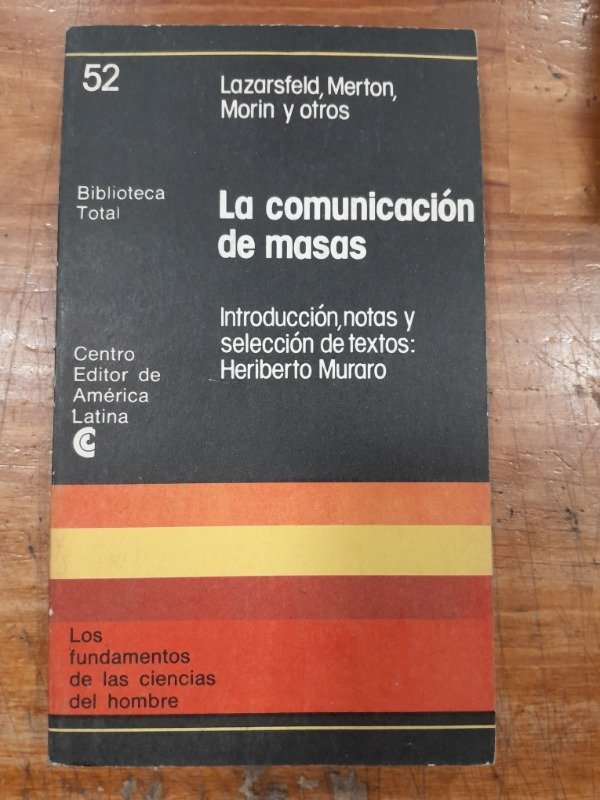 52
Lazarsfeld, Merton,
Morin y otros
Biblioteca
Total
La comunicación
de masas
Introducción, notas y
selección de textos:
Heriberto Muraro
Centro
Editor de
América
Latina
Los
fundamentos
de las ciencias
del hombre